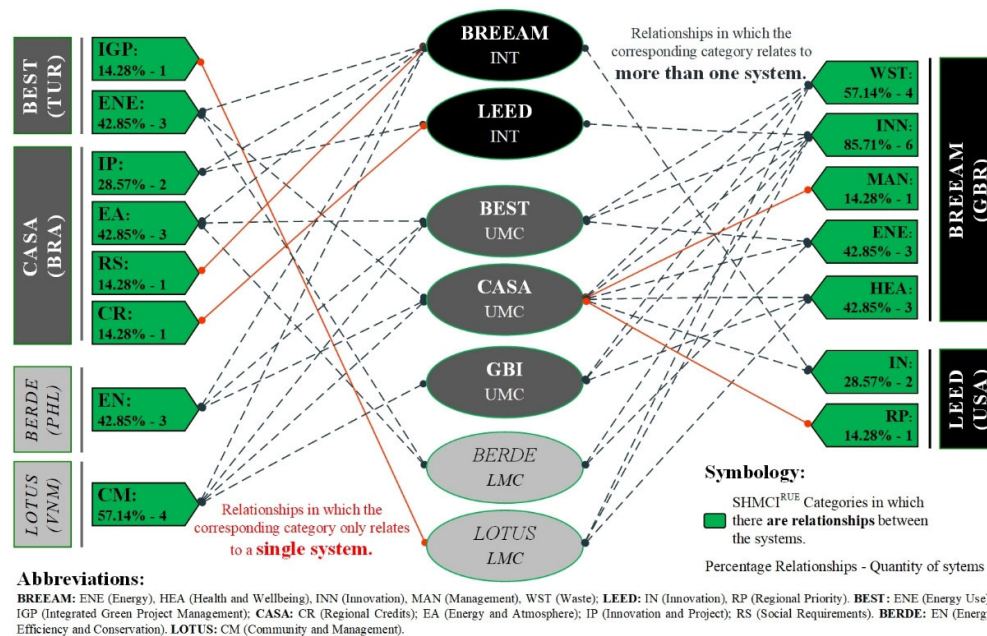 BEST
(TUR)
IGP:
14.28% - 1
ENE:
42.85% - 3
CASA
(BRA)
IP:
28.57% - 2
EA:
42.85% - 3
RS:
14.28% - 1
CR:
14.28% - 1
BERDE
(PHL)
EN:
42.85% - 3
LOTUS
(VNM)
CM:
57.14% - 4
BREEAM
INT
LEED
INT
BEST
UMC
CASA
UMC
GBI
UMC
BERDE
LMC
LOTUS
LMC
Relationships in which
the corresponding category relates to
more than one system.
Relationships in which the
corresponding category only relates
to a single system.
WST:
57.14% - 4
INN:
85.71% - 6
MAN:
14.28% - 1
ENE:
42.85% - 3
HEA:
42.85% - 3
BREEAM
(GBR)
IN:
28.57% - 2
RP:
14.28% - 1
LEED
(USA)
Symbology:
SHMCI^RUE Categories in which
there are relationships between
the systems.
Percentage Relationships - Quantity of sytems
Abbreviations:
BREEAM: ENE (Energy), HEA (Health and Wellbeing), INN (Innovation), MAN (Management), WST (Waste); LEED: IN (Innovation), RP (Regional Priority). BEST: ENE (Energy Use)
IGP (Integrated Green Project Management); CASA: CR (Regional Credits); EA (Energy and Atmosphere); IP (Innovation and Project); RS (Social Requirements). BERDE: EN (Energ
Efficiency and Conservation). LOTUS: CM (Community and Management).